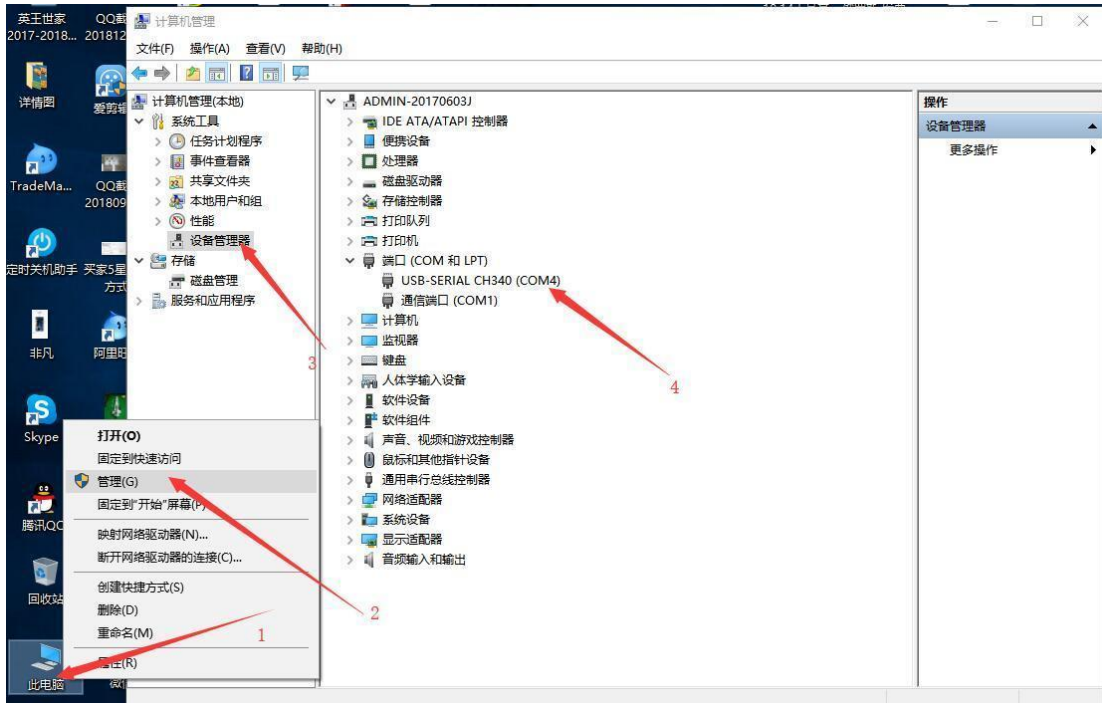 英王世家
2017-2018...
QQ截
201812
详情图
爱剪辑
TradeMa...
QQ截
201809
定时关机助手
买家5星
方式
非凡
阿里旺
Skype
腾讯QQ
回收站
此电脑
微信
计算机管理
文件(F) 操作(A) 查看(V) 帮助(H)
计算机管理(本地)
系统工具
任务计划程序
事件查看器
共享文件夹
本地用户和组
性能
设备管理器
存储
磁盘管理
服务和应用程序
ADMIN-20170603J
IDE ATA/ATAPI 控制器
便携设备
处理器
磁盘驱动器
存储控制器
打印队列
打印机
端口 (COM 和 LPT)
USB-SERIAL CH340 (COM4)
通信端口 (COM1)
计算机
监视器
键盘
人体学输入设备
软件设备
软件组件
声音、视频和游戏控制器
鼠标和其他指针设备
通用串行总线控制器
网络适配器
系统设备
显示适配器
音频输入和输出
操作
设备管理器
更多操作
打开(O)
固定到快速访问
管理(G)
固定到"开始"屏幕(P)
映射网络驱动器(N)...
断开网络驱动器的连接(C)...
创建快捷方式(S)
删除(D)
重命名(M)
属性(R)
1
2
3
4